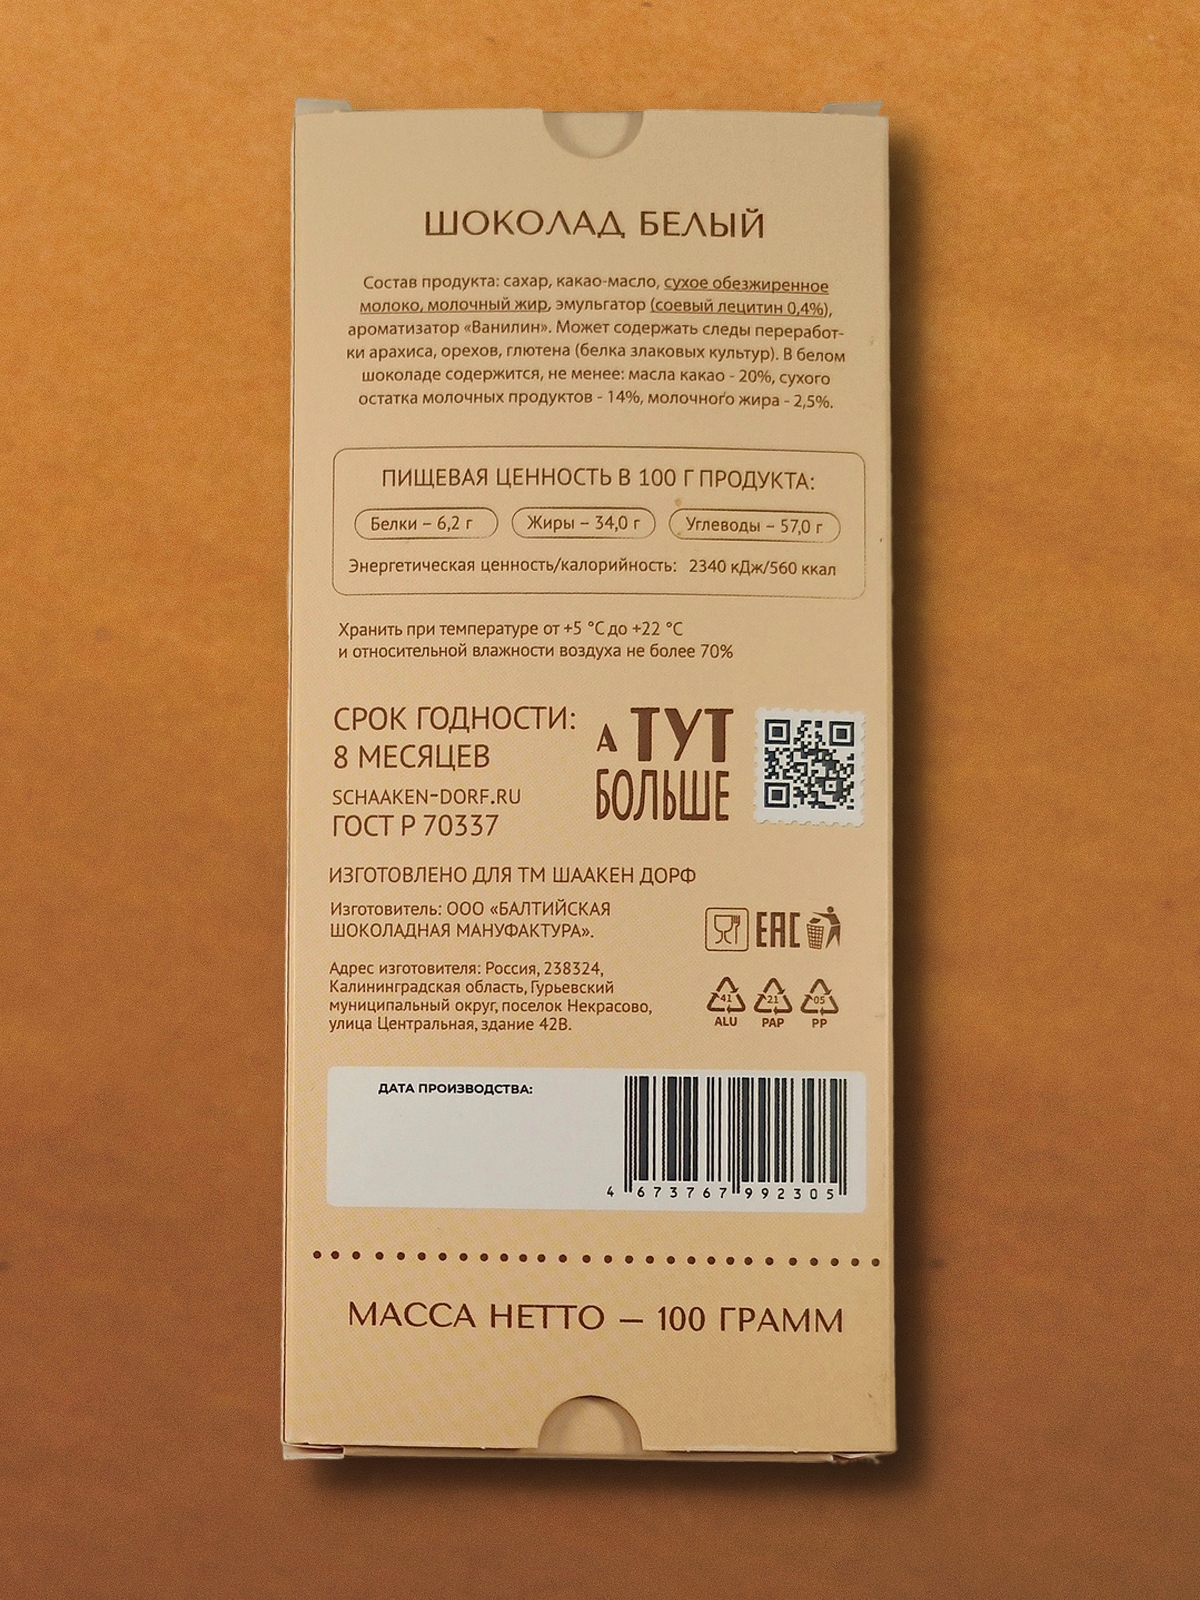 ШОКОЛАД БЕЛЫЙ
Состав продукта: сахар, какао-масло, сухое обезжиренное
молоко, молочный жир, эмульгатор (соевый лецитин 0,4%),
ароматизатор «Ванилин». Может содержать следы переработ-
ки арахиса, орехов, глютена (белка злаковых культур). В белом
шоколаде содержится, не менее: масла какао - 20%, сухого
остатка молочных продуктов - 14%, молочного жира - 2,5%.
ПИЩЕВАЯ ЦЕННОСТЬ В 100 Г ПРОДУКТА:
Белки – 6,2 г Жиры – 34,0 г Углеводы – 57,0 г
Энергетическая ценность/калорийность: 2340 кДж/560 ккал
Хранить при температуре от +5 °С до +22 °С
и относительной влажности воздуха не более 70%
СРОК ГОДНОСТИ:
8 МЕСЯЦЕВ
SCHAAKEN-DORF.RU
ГОСТ Р 70337
А ТУТ
БОЛЬШЕ
ИЗГОТОВЛЕНО ДЛЯ ТМ ШААКЕН ДОРФ
Изготовитель: ООО «БАЛТИЙСКАЯ
ШОКОЛАДНАЯ МАНУФАКТУРА».
Адрес изготовителя: Россия, 238324,
Калининградская область, Гурьевский
муниципальный округ, поселок Некрасово,
улица Центральная, здание 42В.
EAC
41 21 05
ALU PAP PP
ДАТА ПРОИЗВОДСТВА:
4 673767 992305
МАССА НЕТТО – 100 ГРАММ